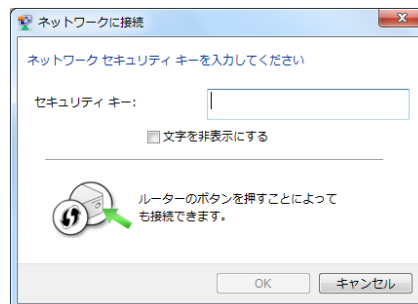 ネットワークに接続
ネットワーク セキュリティ キーを入力してください
セキュリティ キー:
文字を非表示にする
ルーターのボタンを押すことによって
も接続できます。
OK
キャンセル